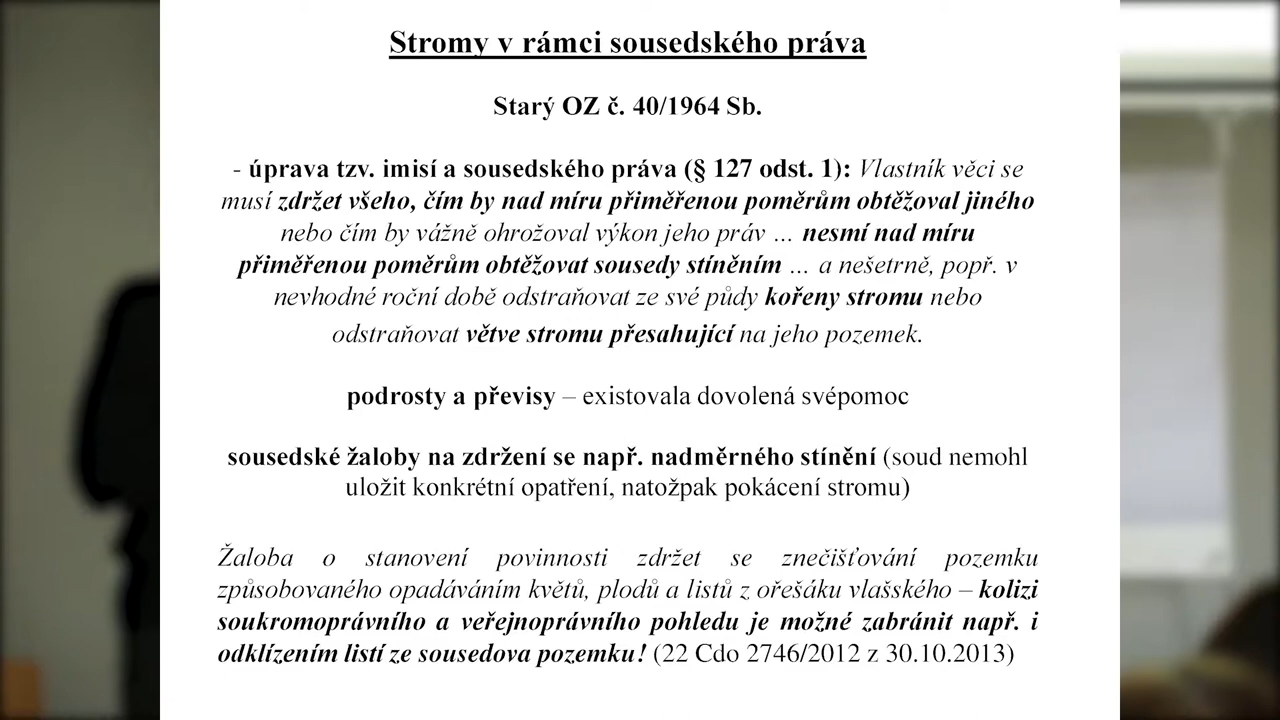 Stromy v rámci sousedského práva
Starý OZ č. 40/1964 Sb.
- úprava tzv. imisí a sousedského práva (§ 127 odst. 1): Vlastník věci se
musí zdržet všeho, čím by nad míru přiměřenou poměrům obtěžoval jiného
nebo čím by vážně ohrožoval výkon jeho práv ... nesmí nad míru
přiměřenou poměrům obtěžovat sousedy stíněním ... a nešetrně, popř. v
nevhodné roční době odstraňovat ze své půdy kořeny stromu nebo
odstraňovat větve stromu přesahující na jeho pozemek.
podrosty a převisy – existovala dovolená svépomoc
sousedské žaloby na zdržení se např. nadměrného stínění (soud nemohl
uložit konkrétní opatření, natožpak pokácení stromu)
Žaloba o stanovení povinnosti zdržet se znečišťování pozemku
způsobovaného opadáváním květů, plodů a listů z ořešáku vlašského – kolizi
soukromoprávního a veřejnoprávního pohledu je možné zabránit např. i
odklízením listí ze sousedova pozemku! (22 Cdo 2746/2012 z 30.10.2013)